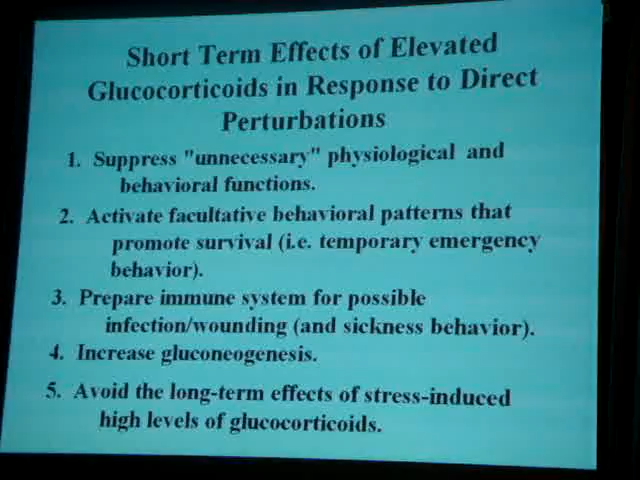 Short Term Effects of Elevated
Glucocorticoids in Response to Direct
Perturbations
1. Suppress "unnecessary" physiological and
behavioral functions.
2. Activate facultative behavioral patterns that
promote survival (i.e. temporary emergency
behavior).
3. Prepare immune system for possible
infection/wounding (and sickness behavior).
4. Increase gluconeogenesis.
5. Avoid the long-term effects of stress-induced
high levels of glucocorticoids.